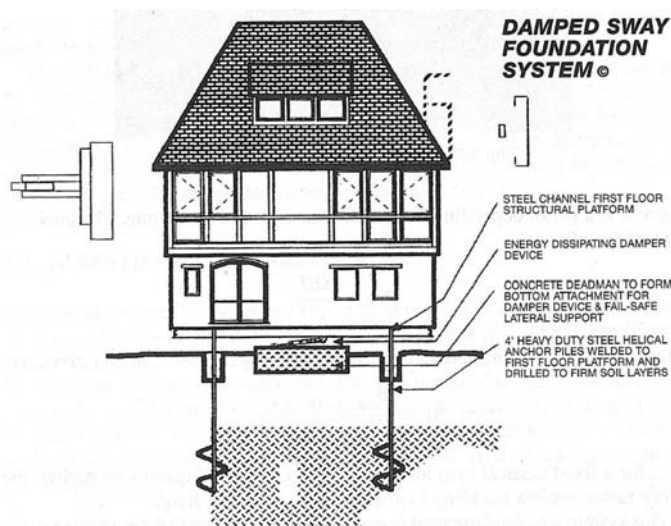 DAMPED SWAY
FOUNDATION
SYSTEM ©
STEEL CHANNEL FIRST FLOOR
STRUCTURAL PLATFORM
ENERGY DISSIPATING DAMPER
DEVICE
CONCRETE DEADMAN TO FORM
BOTTOM ATTACHMENT FOR
DAMPER DEVICE & FAIL-SAFE
LATERAL SUPPORT
4' HEAVY DUTY STEEL HELICAL
ANCHOR PILES WELDED TO
FIRST FLOOR PLATFORM AND
DRILLED TO FIRM SOIL LAYERS